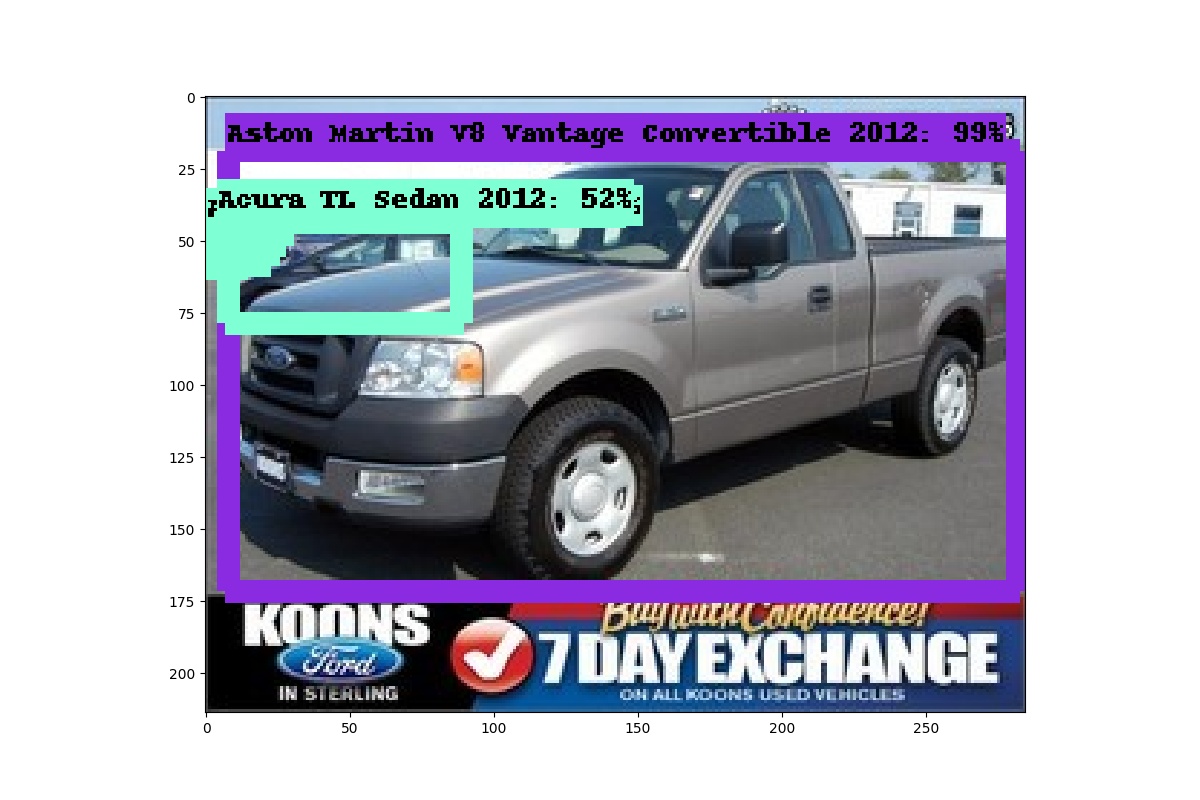 Aston Martin V8 Vantage Convertible 2012: 99%
Acura TL Sedan 2012: 52%;
0
25
50
75
100
125
150
175
200
Ford
Buy with Confidence!
KOONS
Ford
IN STERLING
7 DAY EXCHANGE
ON ALL KOONS USED VEHICLES
0 50 100 150 200 250